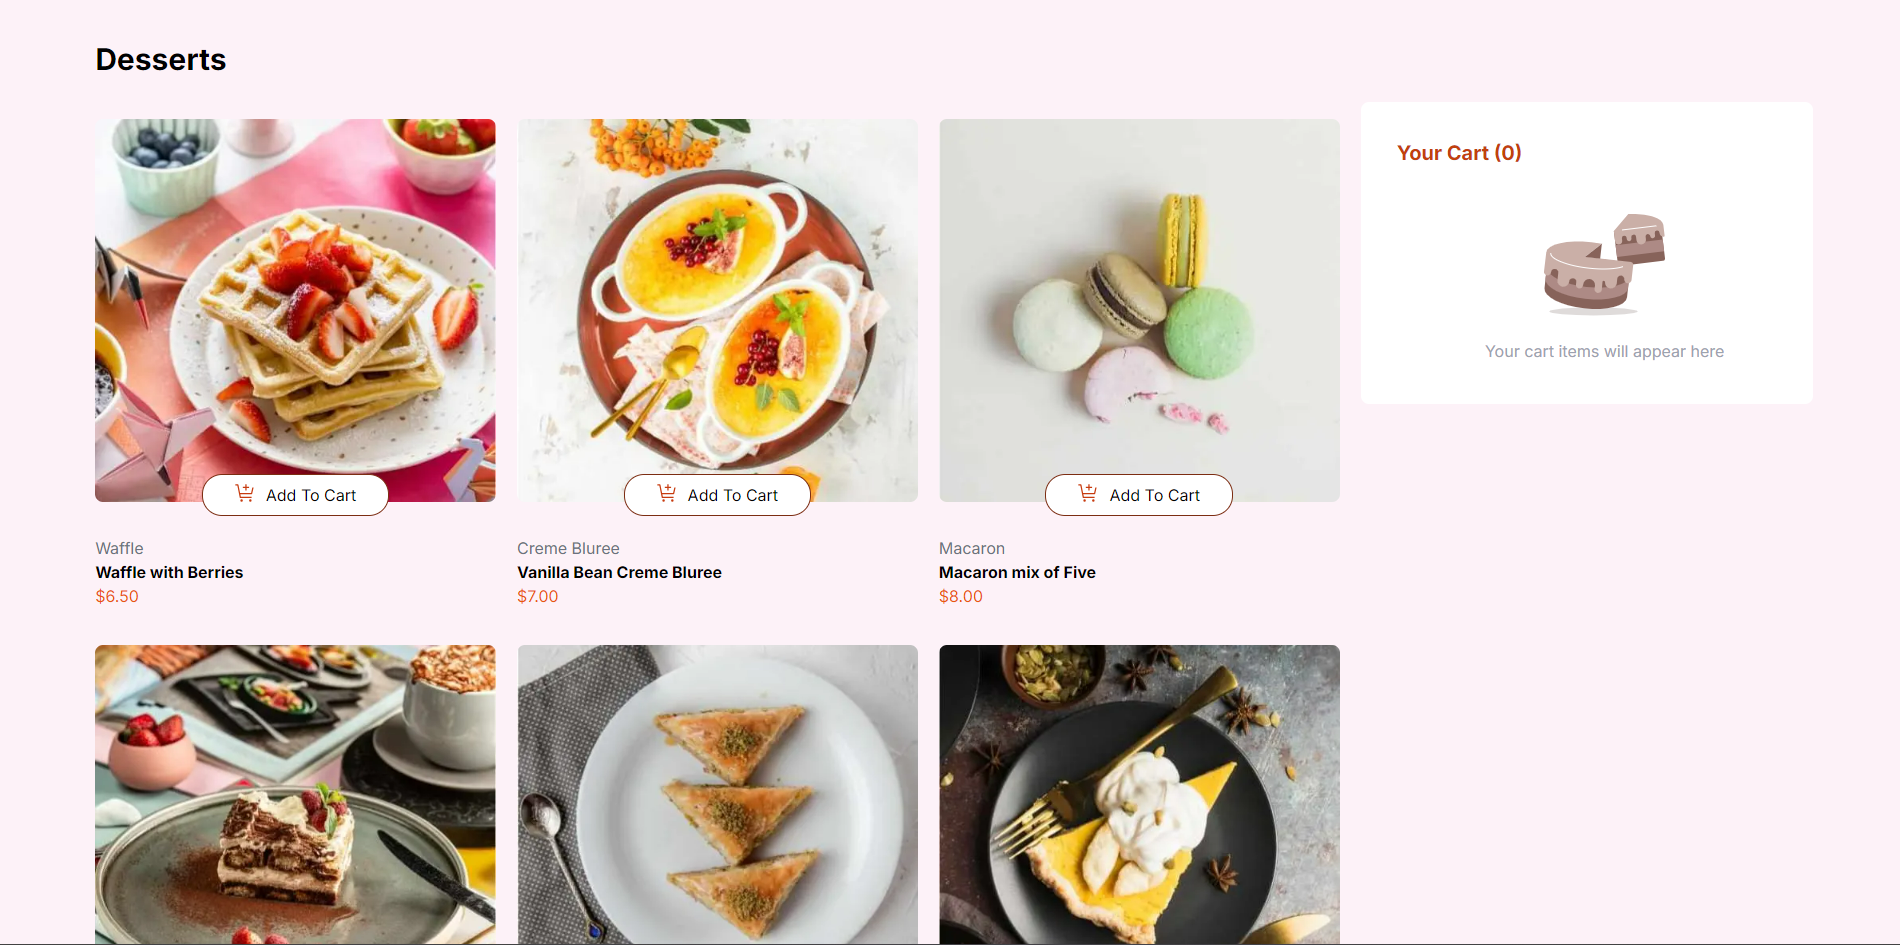 Desserts
Add To Cart
Waffle
Waffle with Berries
$6.50
Add To Cart
Creme Bluree
Vanilla Bean Creme Bluree
$7.00
Add To Cart
Macaron
Macaron mix of Five
$8.00
Your Cart (0)
Your cart items will appear here